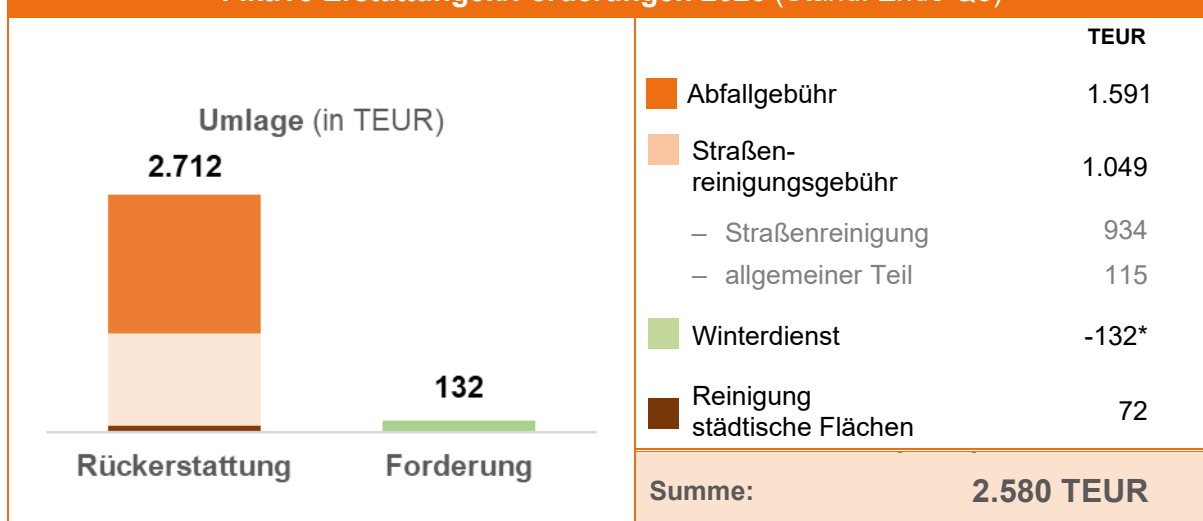 Umlage (in TEUR)
2.712
132
Rückerstattung
Forderung
TEUR
Abfallgebühr 1.591
Straßen-
reinigungsgebühr 1.049
– Straßenreinigung 934
– allgemeiner Teil 115
Winterdienst -132*
Reinigung
städtische Flächen 72
Summe: 2.580 TEUR